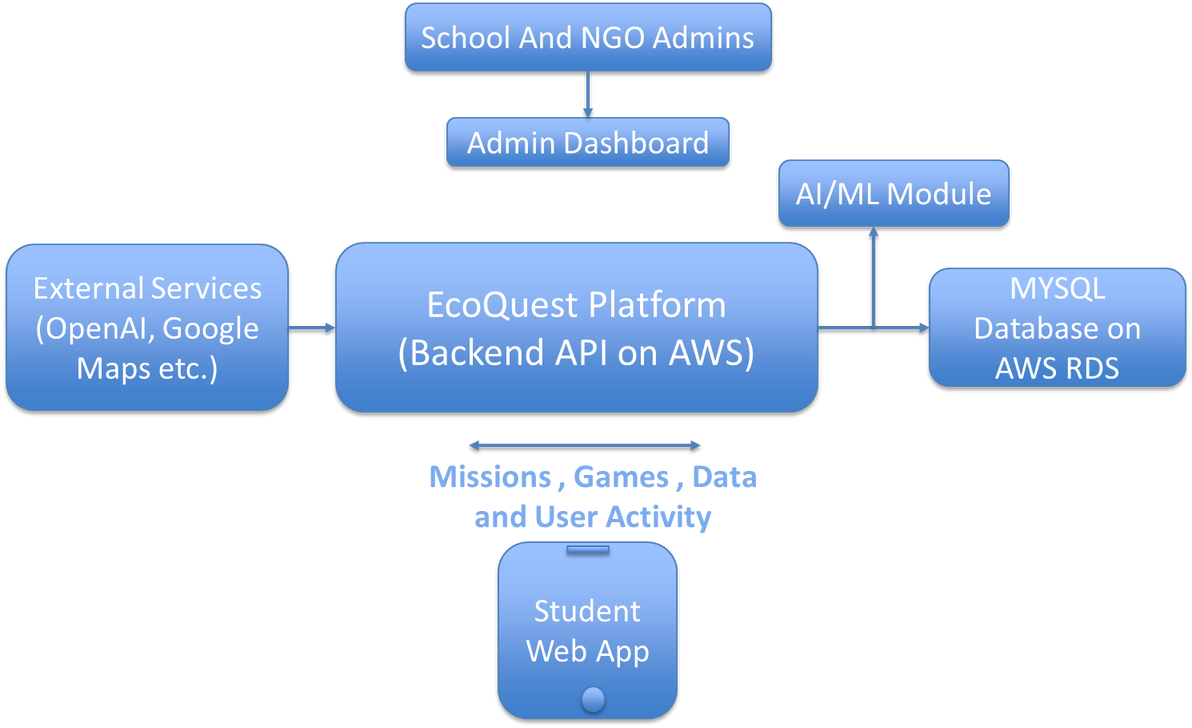 School And NGO Admins
Admin Dashboard
AI/ML Module
External Services
(OpenAI, Google
Maps etc.)
EcoQuest Platform
(Backend API on AWS)
MYSQL
Database on
AWS RDS
Missions , Games , Data
and User Activity
Student
Web App